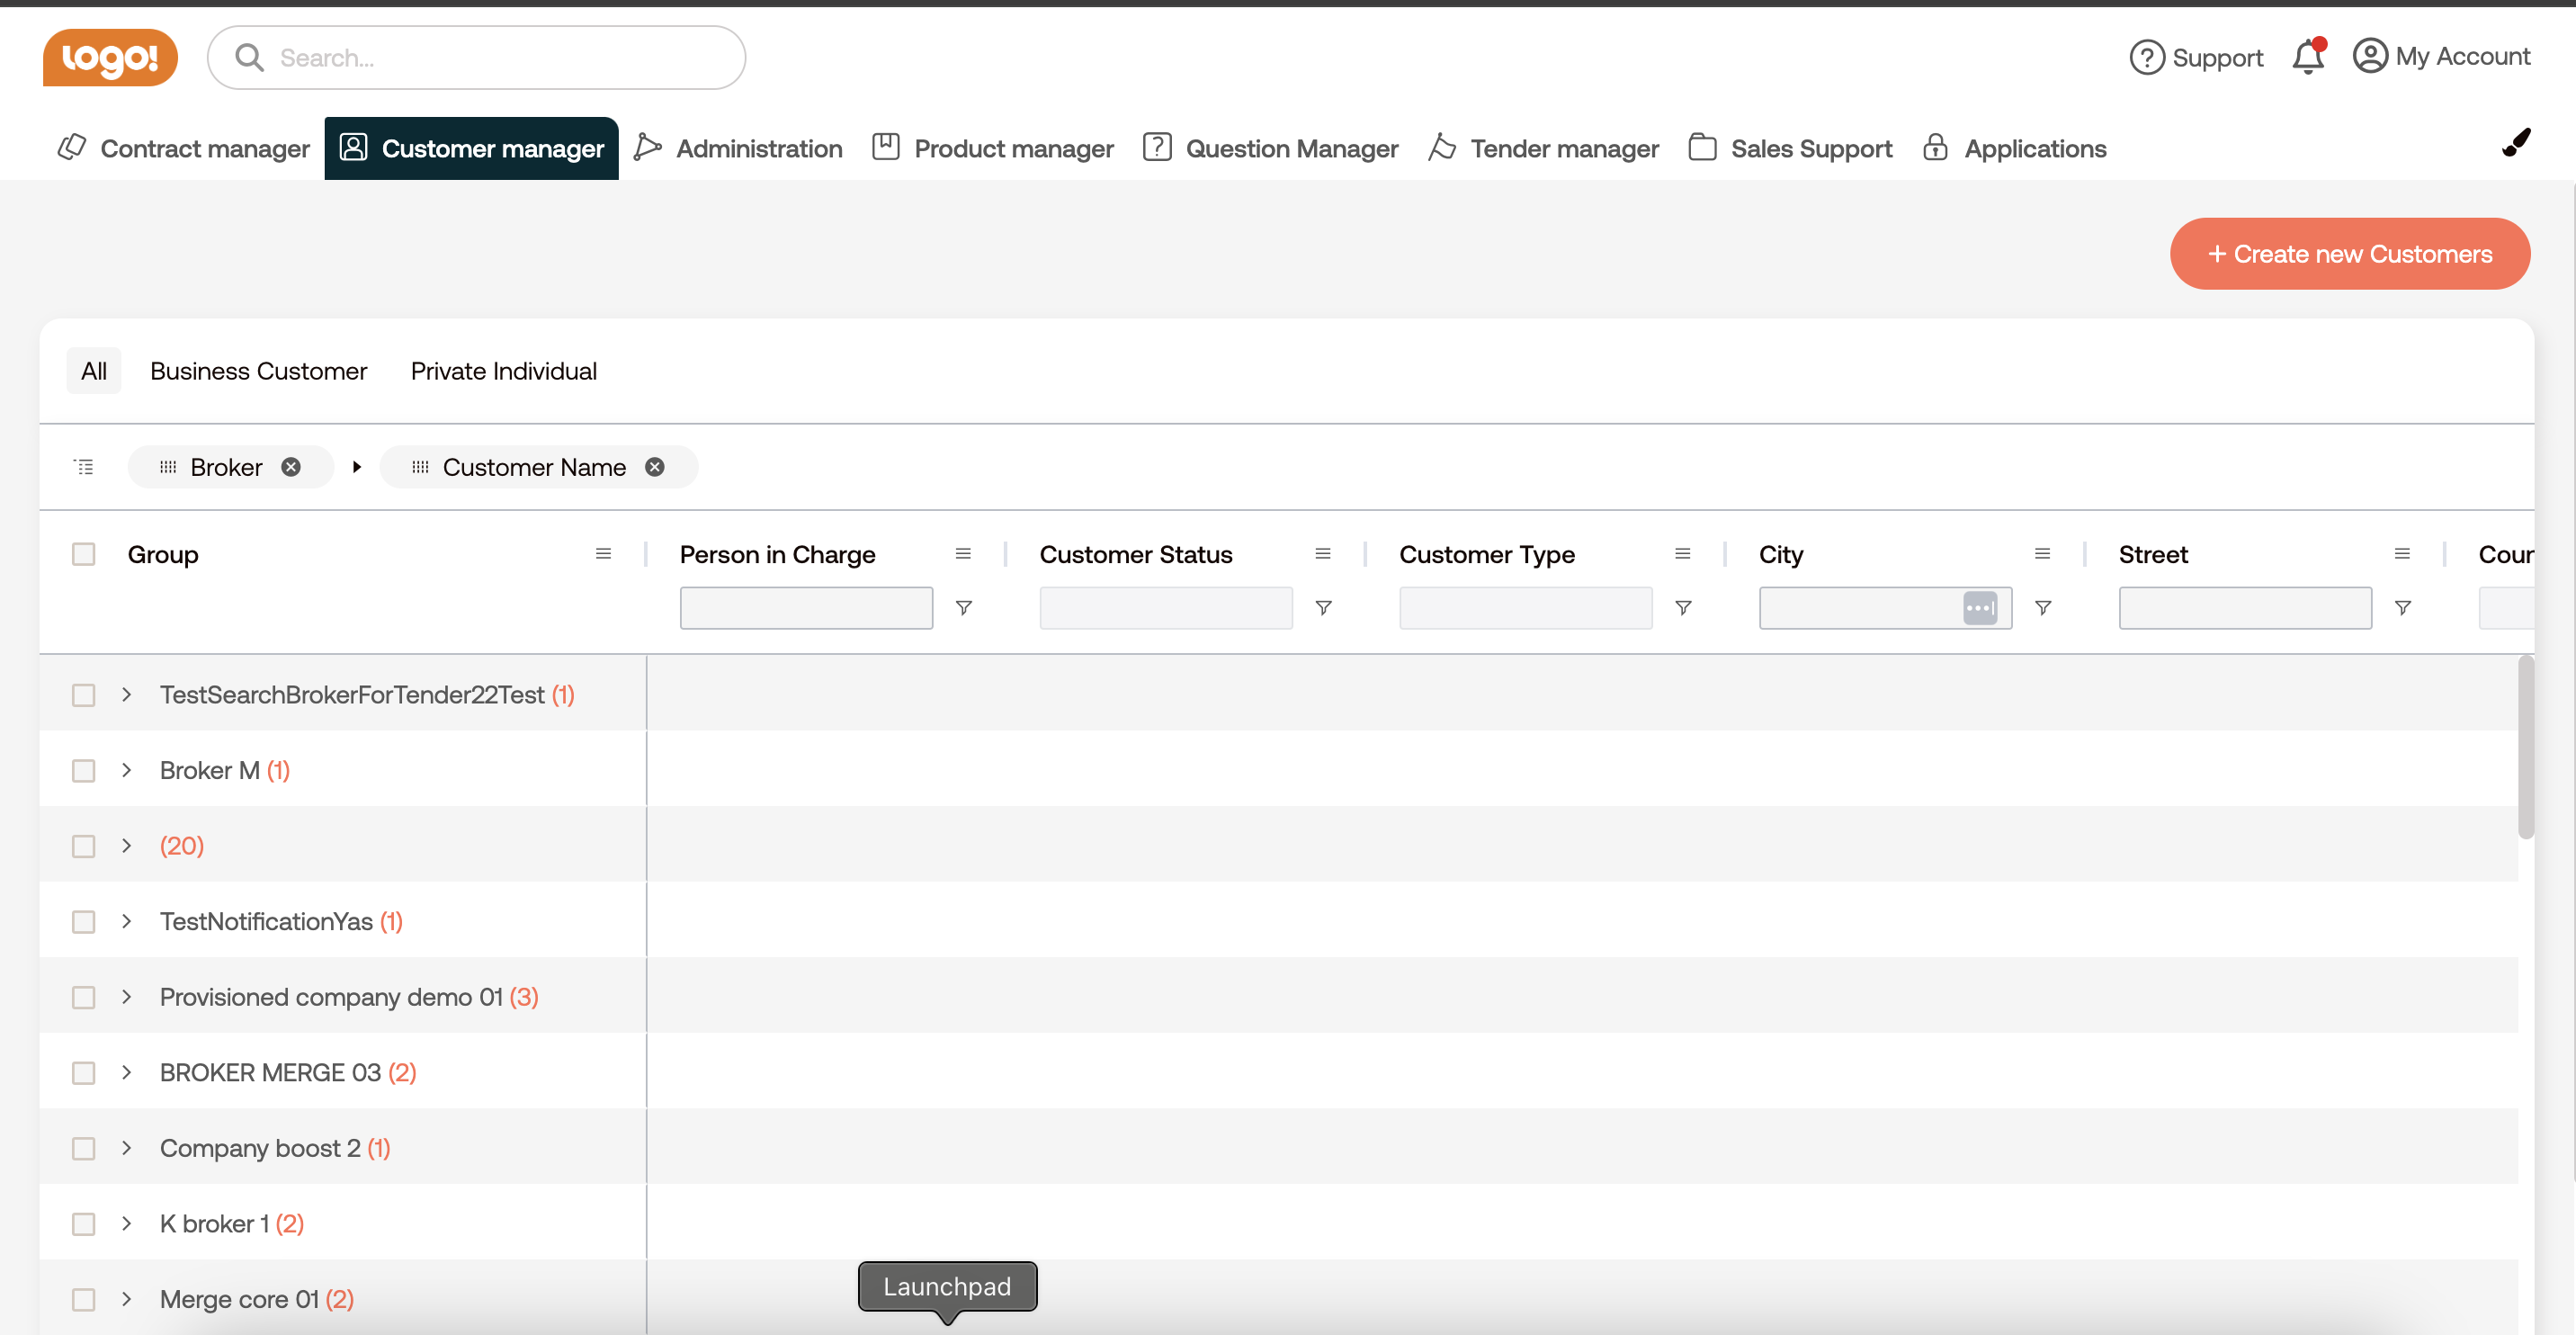 logo!
Search...
Support
My Account
Contract manager
Customer manager
Administration
Product manager
Question Manager
Tender manager
Sales Support
Applications
+ Create new Customers
All
Business Customer
Private Individual
Broker
Customer Name
Group
Person in Charge
Customer Status
Customer Type
City
Street
TestSearchBrokerForTender22Test (1)
Broker M (1)
(20)
TestNotificationYas (1)
Provisioned company demo 01 (3)
BROKER MERGE 03 (2)
Company boost 2 (1)
K broker 1 (2)
Merge core 01 (2)
Launchpad